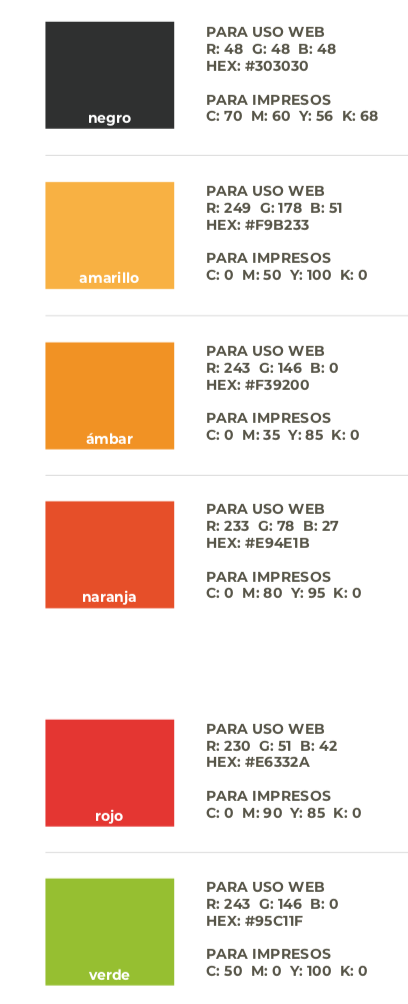 negro
PARA USO WEB
R: 48 G: 48 B: 48
HEX: #303030
PARA IMPRESOS
C: 70 M: 60 Y: 56 K: 68
amarillo
PARA USO WEB
R: 249 G: 178 B: 51
HEX: #F9B233
PARA IMPRESOS
C: 0 M: 50 Y: 100 K: 0
ámbar
PARA USO WEB
R: 243 G: 146 B: 0
HEX: #F39200
PARA IMPRESOS
C: 0 M: 35 Y: 85 K: 0
naranja
PARA USO WEB
R: 233 G: 78 B: 27
HEX: #E94E1B
PARA IMPRESOS
C: 0 M: 80 Y: 95 K: 0
rojo
PARA USO WEB
R: 230 G: 51 B: 42
HEX: #E6332A
PARA IMPRESOS
C: 0 M: 90 Y: 85 K: 0
verde
PARA USO WEB
R: 243 G: 146 B: 0
HEX: #95C11F
PARA IMPRESOS
C: 50 M: 0 Y: 100 K: 0